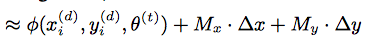 ≈ ϕ(x_i^{(d)}, y_i^{(d)}, θ^{(t)}) + M_x · Δx + M_y · Δy